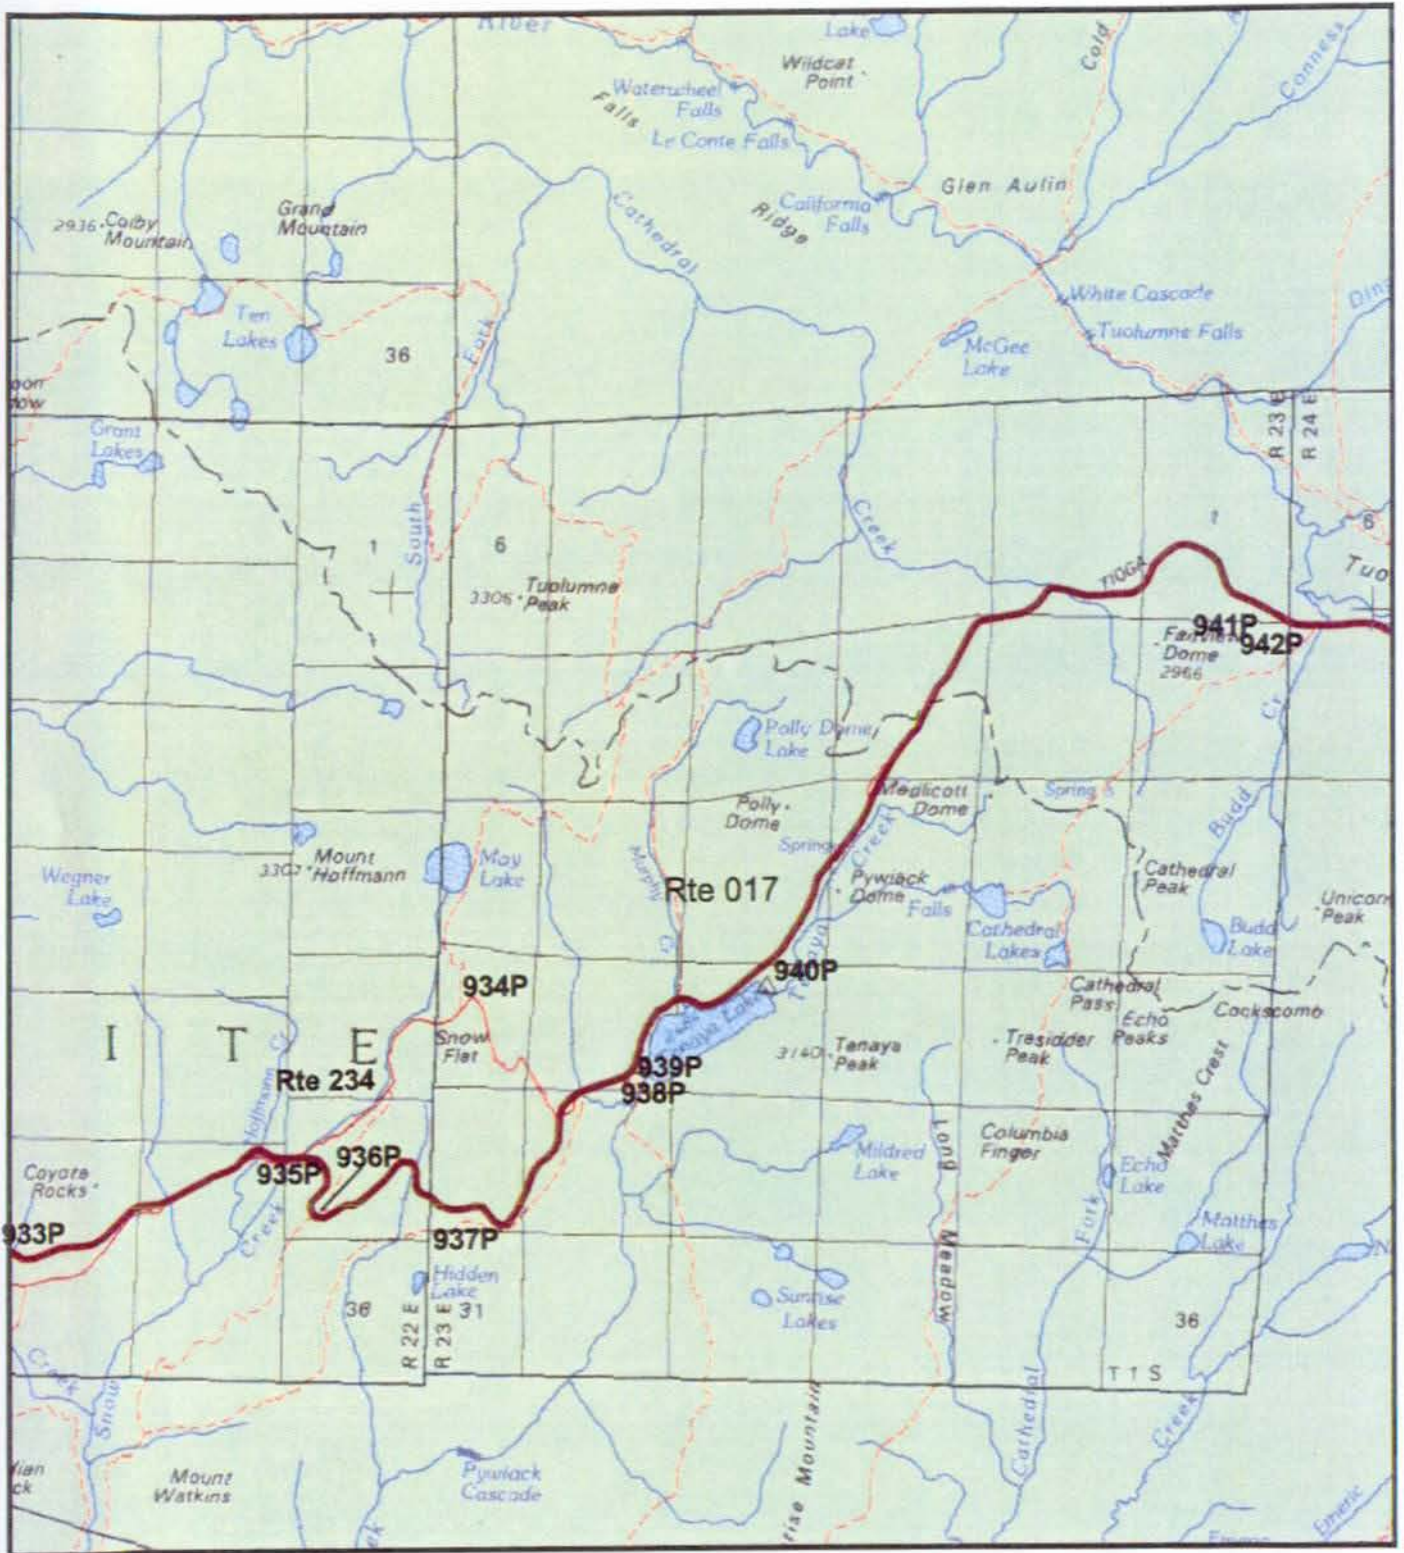 River
Lake
Cold
Conness
Wildcat
Point
Waterwheel
Falls
Falls
Le Conte Falls
Glen Aulin
California
Falls
Ridge
Cathedral
2936
Colby
Mountain
Grand
Mountain
White Cascade
Tuolumne Falls
Ten
Lakes
McGee
Lake
36
Fork
R 23 E
R 24 E
Grant
Lakes
South
Creek
1
6
1
6
TIOGA
3306
Tuolumne
Peak
941P
942P
Dome
2966
Cr
Polly Dome
Lake
Medlicott
Dome
Spring
Budd
Polly
Dome
Spring
Creek
Mount
Hoffmann
May
Lake
Murphy
Cr
Wegner
Lake
Rte 017
Pywiack
Dome
Falls
Cathedral
Peak
Unicorn
Peak
Cathedral
Lakes
Budd
Lake
940P
Tenaya
934P
Cathedral
Pass
Cockscomb
Echo
Peaks
I T E
Snow
Flat
Rte 234
Hoffmann Cr
939P
938P
3140
Tenaya
Peak
Tresidder
Peak
Matthes Crest
Columbia
Finger
Long
Meadow
Mildred
Lake
Echo
Lake
Coyote
Rocks
935P
936P
933P
Creek
937P
Fork
Matthes
Lake
Hidden
Lake
Sunrise
Lakes
36
31
R 22 E
R 23 E
36
T 1 S
Creek
Snow
Cathedral
Creek
Mount
Watkins
Pywiack
Cascade
Mountain
Emeric